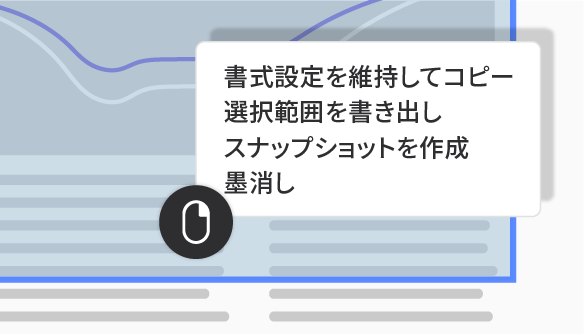 書式設定を維持してコピー
選択範囲を書き出し
スナップショットを作成
墨消し